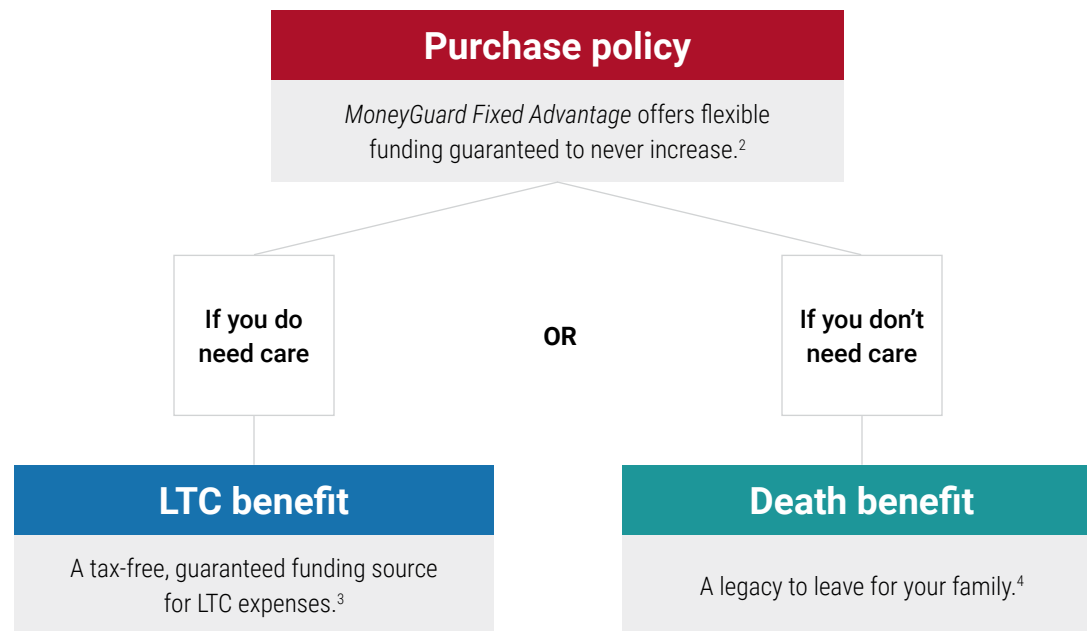 Purchase policy
MoneyGuard Fixed Advantage offers flexible
funding guaranteed to never increase.²
If you do
need care
OR
If you don’t
need care
LTC benefit
A tax-free, guaranteed funding source
for LTC expenses.³
Death benefit
A legacy to leave for your family.⁴